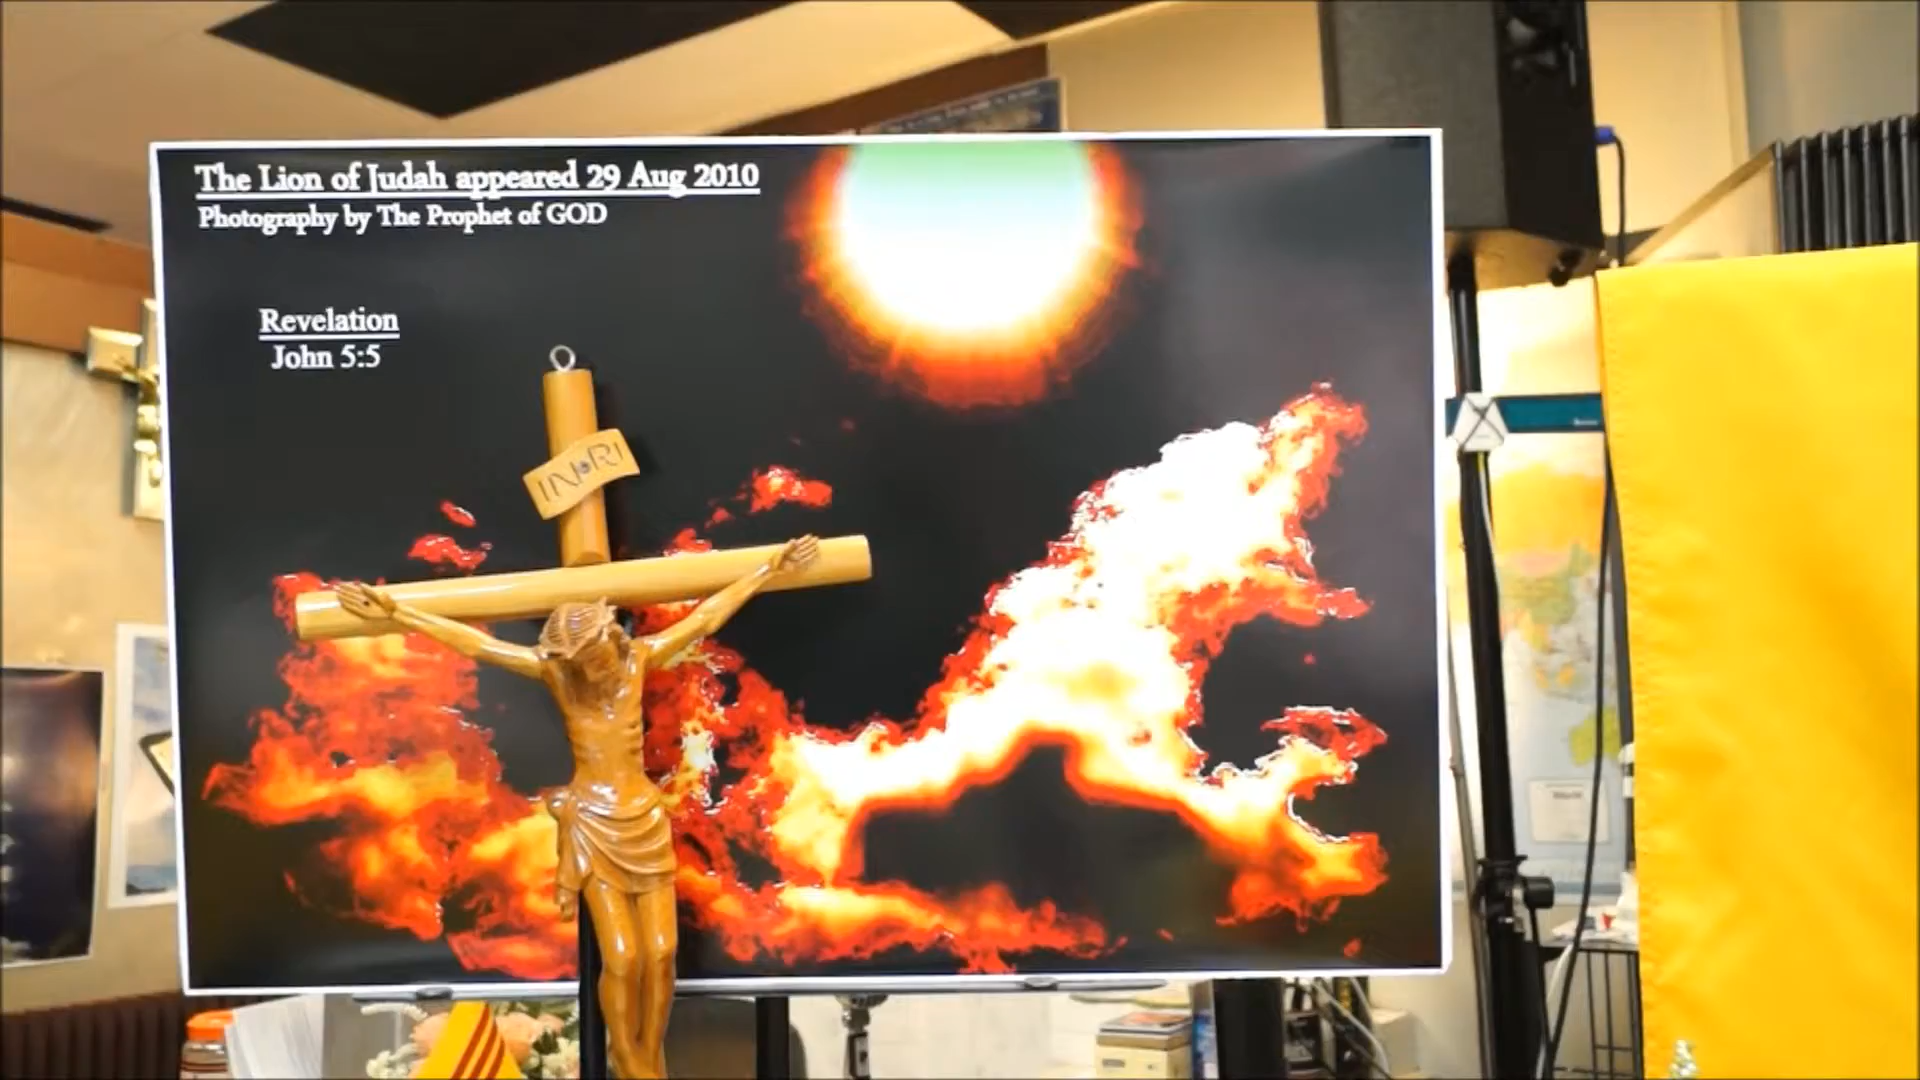 The Lion of Judah appeared 29 Aug 2010
Photography by The Prophet of GOD
Revelation
John 5:5
INRI